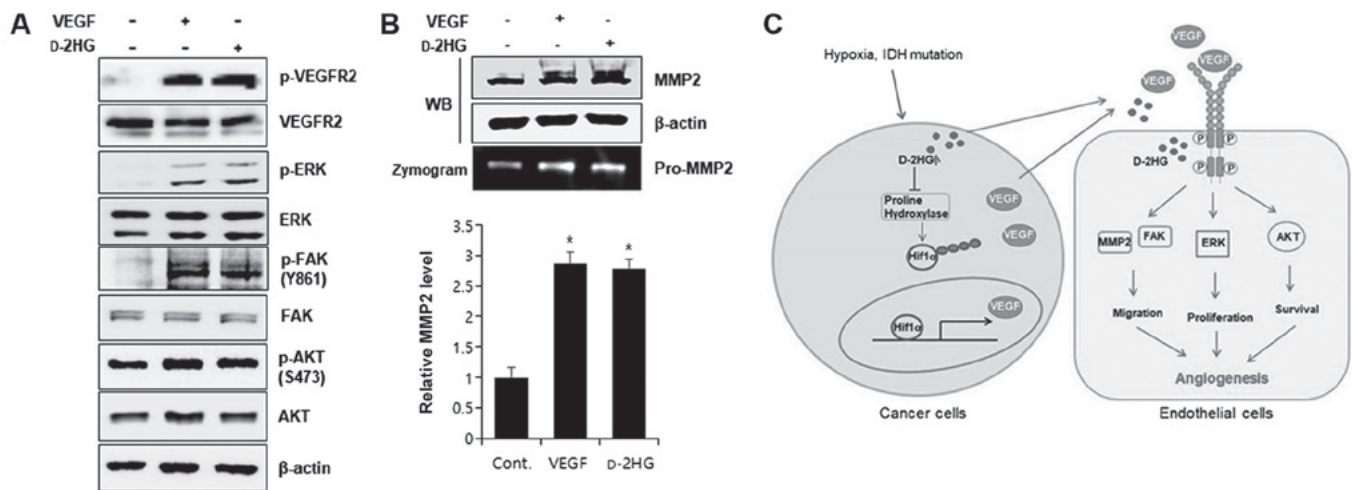 A
VEGF - + -
D-2HG - - +
p-VEGFR2
VEGFR2
p-ERK
ERK
p-FAK
(Y861)
FAK
p-AKT
(S473)
AKT
β-actin
B
VEGF - + -
D-2HG - - +
WB
MMP2
β-actin
Zymogram
Pro-MMP2
Relative MMP2 level
3.5
3
2.5
2
1.5
1
0.5
0
*
*
Cont. VEGF D-2HG
C
Hypoxia, IDH mutation
D-2HG
Proline
Hydroxylase
Hif1α
VEGF
VEGF
VEGF
Hif1α
Cancer cells
VEGF
VEGF
VEGF
VEGF
D-2HG
P P
P P
MMP2 FAK ERK AKT
Migration Proliferation Survival
Angiogenesis
Endothelial cells